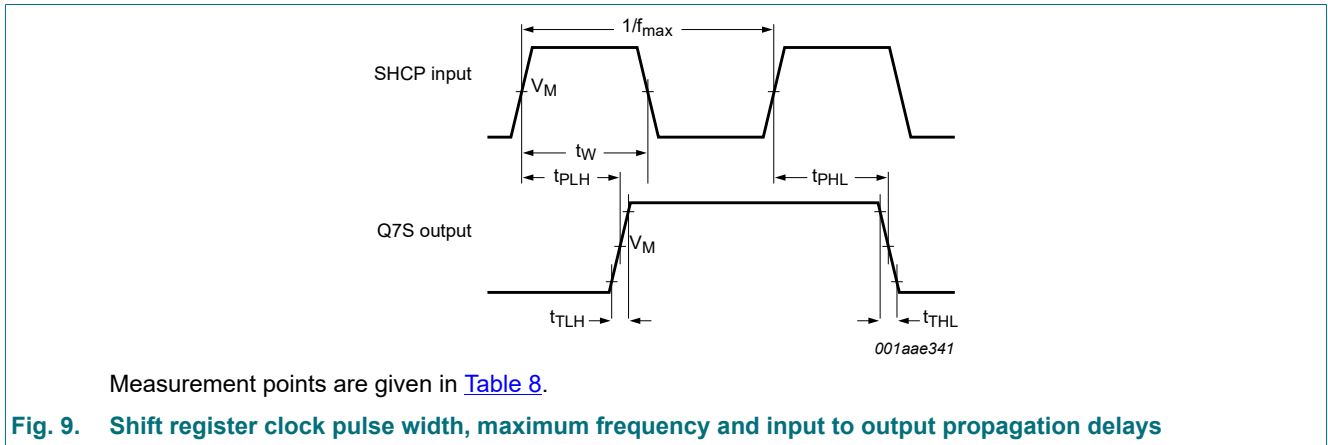 1/fmax
SHCP input
VM
tW
tPLH
tPHL
Q7S output
VM
tTLH
tTHL
001aae341
Measurement points are given in Table 8.
Fig. 9. Shift register clock pulse width, maximum frequency and input to output propagation delays